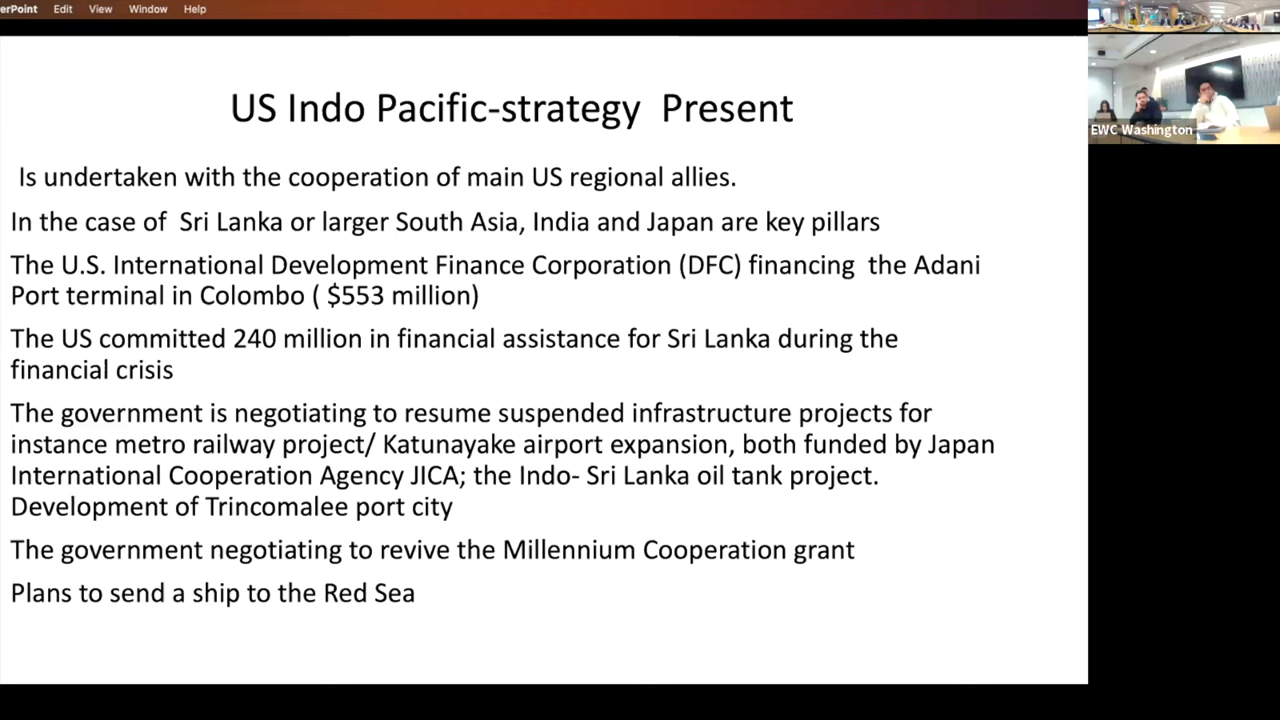 erPoint Edit View Window Help
US Indo Pacific-strategy Present
Is undertaken with the cooperation of main US regional allies.
In the case of Sri Lanka or larger South Asia, India and Japan are key pillars
The U.S. International Development Finance Corporation (DFC) financing the Adani
Port terminal in Colombo ( $553 million)
The US committed 240 million in financial assistance for Sri Lanka during the
financial crisis
The government is negotiating to resume suspended infrastructure projects for
instance metro railway project/ Katunayake airport expansion, both funded by Japan
International Cooperation Agency JICA; the Indo- Sri Lanka oil tank project.
Development of Trincomalee port city
The government negotiating to revive the Millennium Cooperation grant
Plans to send a ship to the Red Sea
EWC Washington